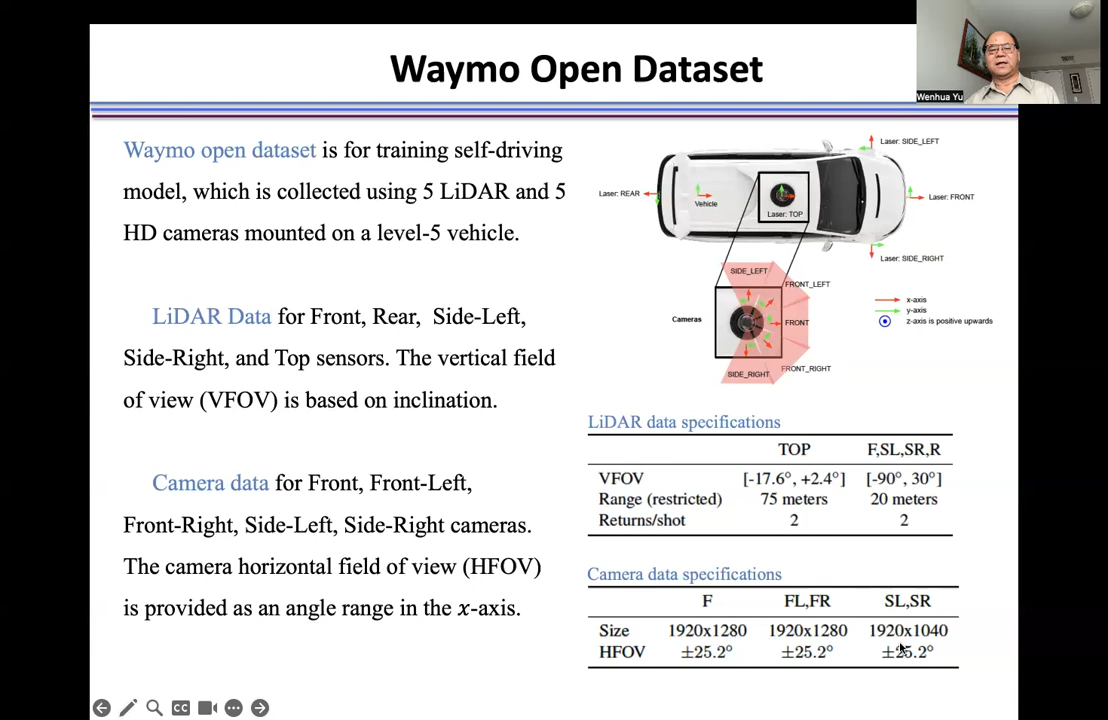 Waymo Open Dataset
Wenhua Yu
Waymo open dataset is for training self-driving
model, which is collected using 5 LiDAR and 5
HD cameras mounted on a level-5 vehicle.
LiDAR Data for Front, Rear, Side-Left,
Side-Right, and Top sensors. The vertical field
of view (VFOV) is based on inclination.
Camera data for Front, Front-Left,
Front-Right, Side-Left, Side-Right cameras.
The camera horizontal field of view (HFOV)
is provided as an angle range in the x-axis.
Laser: SIDE_LEFT
Laser: REAR
Vehicle
Laser: TOP
Laser: FRONT
Laser: SIDE_RIGHT
SIDE_LEFT
FRONT_LEFT
Cameras
FRONT
FRONT_RIGHT
SIDE_RIGHT
x-axis
y-axis
z-axis is positive upwards
LiDAR data specifications
TOP F,SL,SR,R
VFOV [-17.6°, +2.4°] [-90°, 30°]
Range (restricted) 75 meters 20 meters
Returns/shot 2 2
Camera data specifications
F FL,FR SL,SR
Size 1920x1280 1920x1280 1920x1040
HFOV ±25.2° ±25.2° ±25.2°
CC